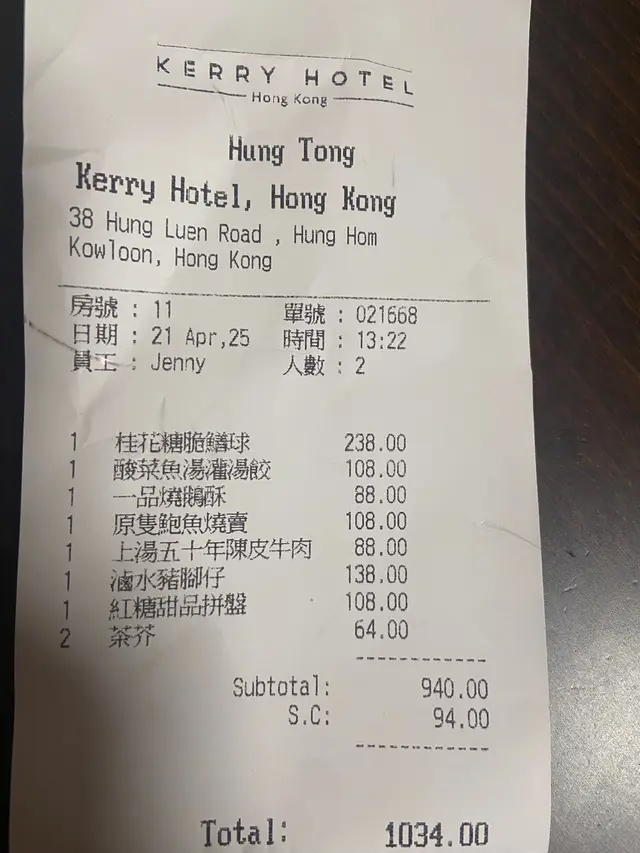 KERRY HOTEL
Hong Kong
Hung Tong
Kerry Hotel, Hong Kong
38 Hung Luen Road , Hung Hom
Kowloon, Hong Kong
房號 : 11 單號 : 021668
日期 : 21 Apr,25 時間 : 13:22
員工 : Jenny 人數 : 2
1 桂花糖脆鱔球 238.00
1 酸菜魚湯灌湯餃 108.00
1 一品燒鵝酥 88.00
1 原隻鮑魚燒賣 108.00
1 上湯五十年陳皮牛肉 88.00
1 滷水豬腳仔 138.00
1 紅糖甜品拼盤 108.00
2 茶芥 64.00
Subtotal: 940.00
S.C: 94.00
Total: 1034.00